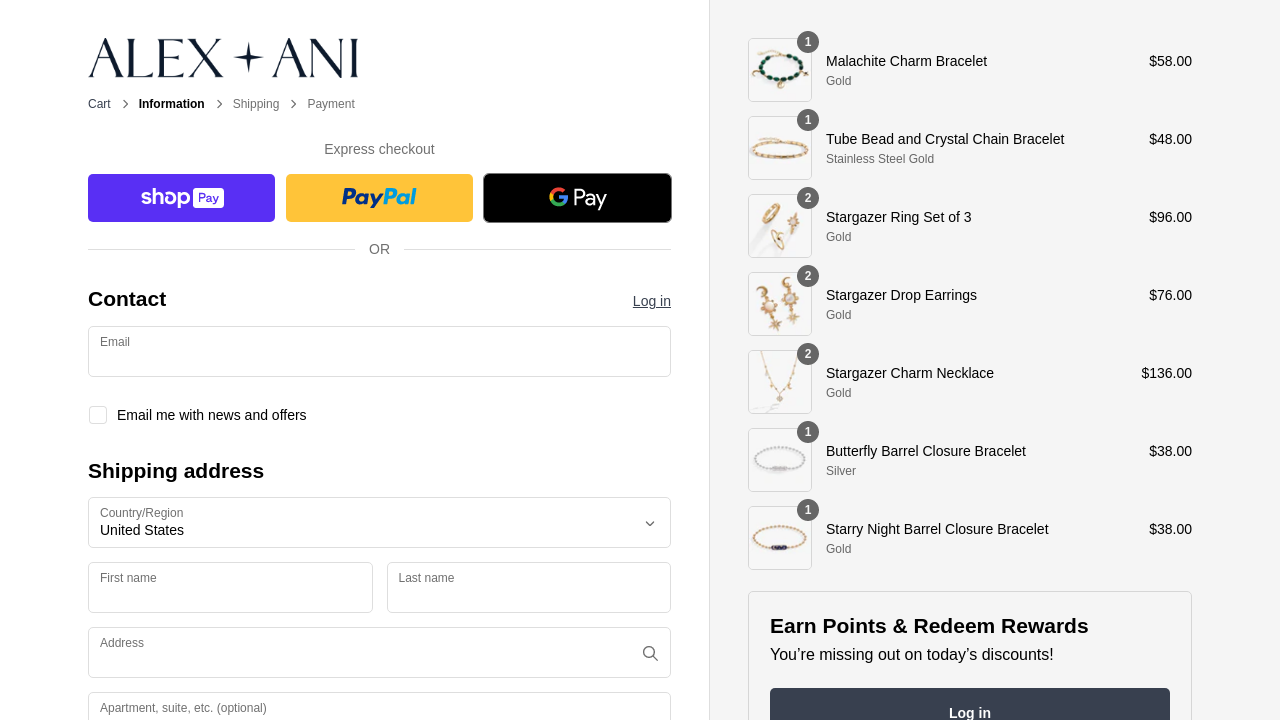 ALEX + ANI
Cart > Information > Shipping > Payment
Express checkout
shop Pay
PayPal
G Pay
OR
Contact
Log in
Email
Email me with news and offers
Shipping address
Country/Region
United States
First name
Last name
Address
Apartment, suite, etc. (optional)
1
Malachite Charm Bracelet $58.00
Gold
1
Tube Bead and Crystal Chain Bracelet $48.00
Stainless Steel Gold
2
Stargazer Ring Set of 3 $96.00
Gold
2
Stargazer Drop Earrings $76.00
Gold
2
Stargazer Charm Necklace $136.00
Gold
1
Butterfly Barrel Closure Bracelet $38.00
Silver
1
Starry Night Barrel Closure Bracelet $38.00
Gold
Earn Points & Redeem Rewards
You’re missing out on today’s discounts!
Log in